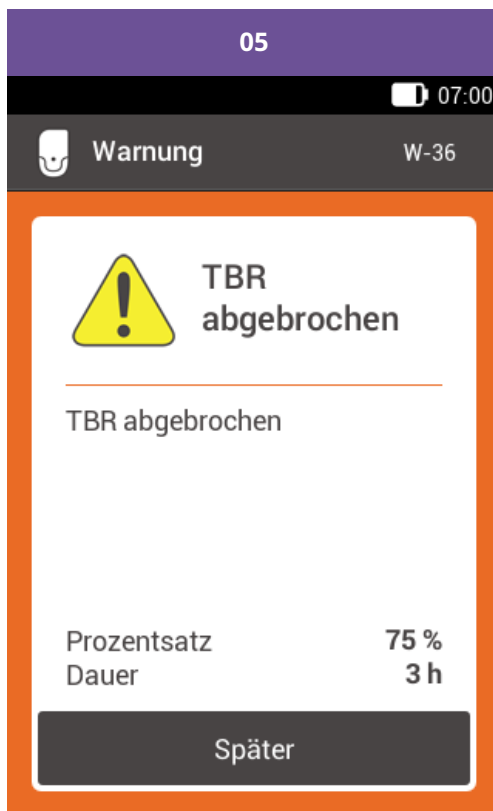 05
07:00
Warnung W-36
TBR
abgebrochen
TBR abgebrochen
Prozentsatz 75 %
Dauer 3 h
Später